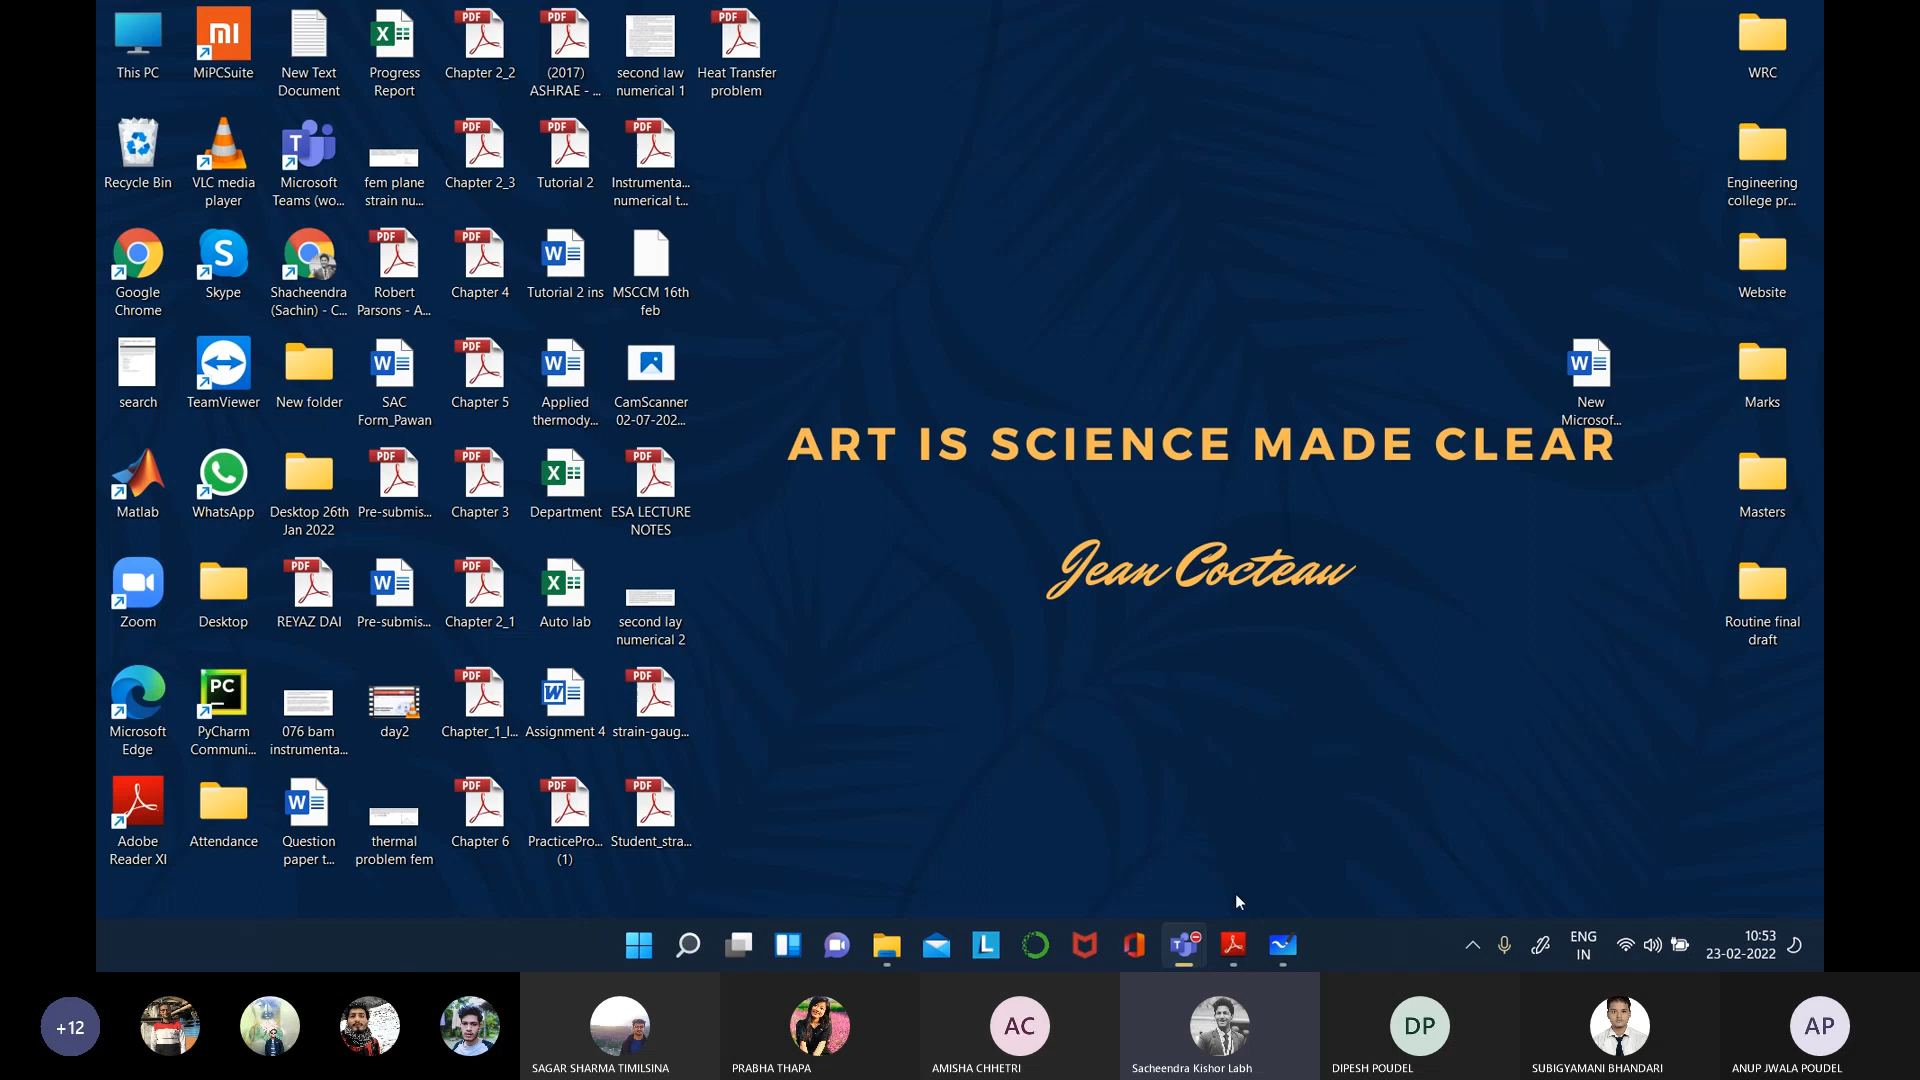 This PC
MiPCSuite
New Text
Document
Progress
Report
Chapter 2_2
(2017)
ASHRAE - ...
second law
numerical 1
Heat Transfer
problem
WRC
Recycle Bin
VLC media
player
Microsoft
Teams (wo...
fem plane
strain nu...
Chapter 2_3
Tutorial 2
Instrumenta...
numerical t...
Engineering
college pr...
Google
Chrome
Skype
Shacheendra
(Sachin) - C...
Robert
Parsons - A...
Chapter 4
Tutorial 2 ins
MSCCM 16th
feb
Website
search
TeamViewer
New folder
SAC
Form_Pawan
Chapter 5
Applied
thermody...
CamScanner
02-07-202...
New
Microsof...
Marks
ART IS SCIENCE MADE CLEAR
Jean Cocteau
Matlab
WhatsApp
Desktop 26th
Jan 2022
Pre-submis...
Chapter 3
Department
ESA LECTURE
NOTES
Masters
Zoom
Desktop
REYAZ DAI
Pre-submis...
Chapter 2_1
Auto lab
second lay
numerical 2
Routine final
draft
Microsoft
Edge
PyCharm
Communi...
076 bam
instrumenta...
day2
Chapter_1_I...
Assignment 4
strain-gaug...
Adobe
Reader XI
Attendance
Question
paper t...
thermal
problem fem
Chapter 6
PracticePro...
(1)
Student_stra...
ENG
IN
10:53
23-02-2022
+12
SAGAR SHARMA TIMILSINA
PRABHA THAPA
AC
AMISHA CHHETRI
Sacheendra Kishor Labh
DP
DIPESH POUDEL
SUBIGYAMANI BHANDARI
AP
ANUP JWALA POUDEL